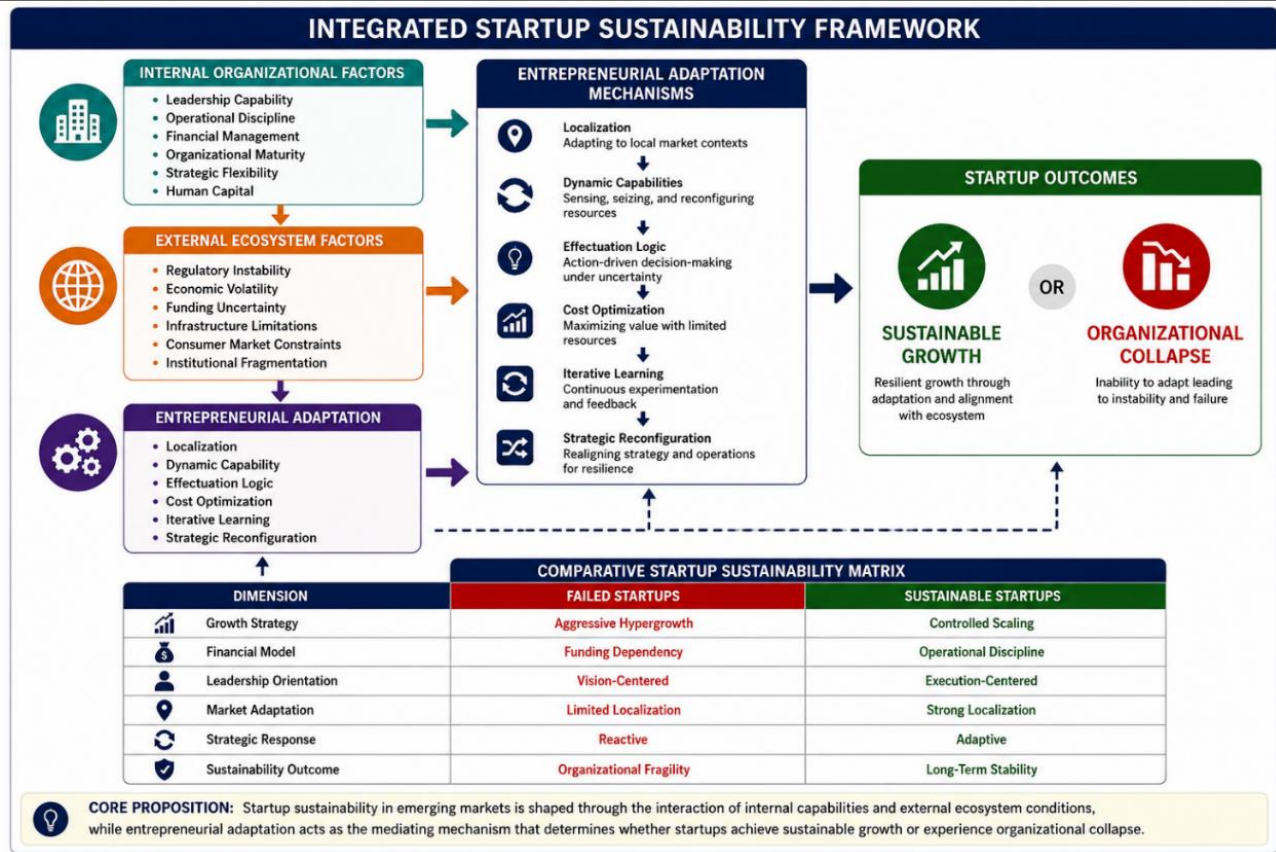 INTEGRATED STARTUP SUSTAINABILITY FRAMEWORK
INTERNAL ORGANIZATIONAL FACTORS
• Leadership Capability
• Operational Discipline
• Financial Management
• Organizational Maturity
• Strategic Flexibility
• Human Capital
EXTERNAL ECOSYSTEM FACTORS
• Regulatory Instability
• Economic Volatility
• Funding Uncertainty
• Infrastructure Limitations
• Consumer Market Constraints
• Institutional Fragmentation
ENTREPRENEURIAL ADAPTATION
• Localization
• Dynamic Capability
• Effectuation Logic
• Cost Optimization
• Iterative Learning
• Strategic Reconfiguration
ENTREPRENEURIAL ADAPTATION
MECHANISMS
Localization
Adapting to local market contexts
Dynamic Capabilities
Sensing, seizing, and reconfiguring
resources
Effectuation Logic
Action-driven decision-making
under uncertainty
Cost Optimization
Maximizing value with limited
resources
Iterative Learning
Continuous experimentation
and feedback
Strategic Reconfiguration
Realigning strategy and operations
for resilience
STARTUP OUTCOMES
SUSTAINABLE
GROWTH
Resilient growth through
adaptation and alignment
with ecosystem
OR
ORGANIZATIONAL
COLLAPSE
Inability to adapt leading
to instability and failure
COMPARATIVE STARTUP SUSTAINABILITY MATRIX
DIMENSION FAILED STARTUPS SUSTAINABLE STARTUPS
Growth Strategy Aggressive Hypergrowth Controlled Scaling
$ Financial Model Funding Dependency Operational Discipline
Leadership Orientation Vision-Centered Execution-Centered
Market Adaptation Limited Localization Strong Localization
Strategic Response Reactive Adaptive
Sustainability Outcome Organizational Fragility Long-Term Stability
CORE PROPOSITION: Startup sustainability in emerging markets is shaped through the interaction of internal capabilities and external ecosystem conditions,
while entrepreneurial adaptation acts as the mediating mechanism that determines whether startups achieve sustainable growth or experience organizational collapse.